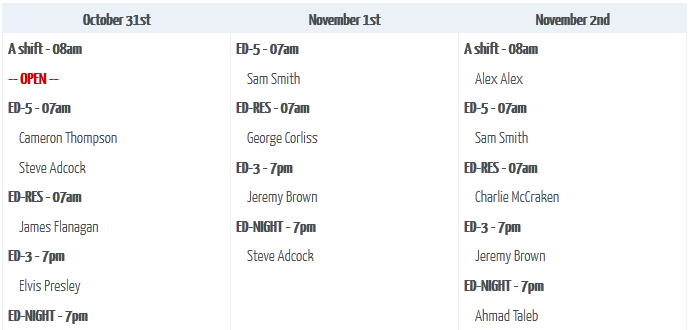 October 31st
A shift - 08am
-- OPEN --
ED-5 - 07am
Cameron Thompson
Steve Adcock
ED-RES - 07am
James Flanagan
ED-3 - 7pm
Elvis Presley
ED-NIGHT - 7pm
November 1st
ED-5 - 07am
Sam Smith
ED-RES - 07am
George Corliss
ED-3 - 7pm
Jeremy Brown
ED-NIGHT - 7pm
Steve Adcock
November 2nd
A shift - 08am
Alex Alex
ED-5 - 07am
Sam Smith
ED-RES - 07am
Charlie McCraken
ED-3 - 7pm
Jeremy Brown
ED-NIGHT - 7pm
Ahmad Taleb